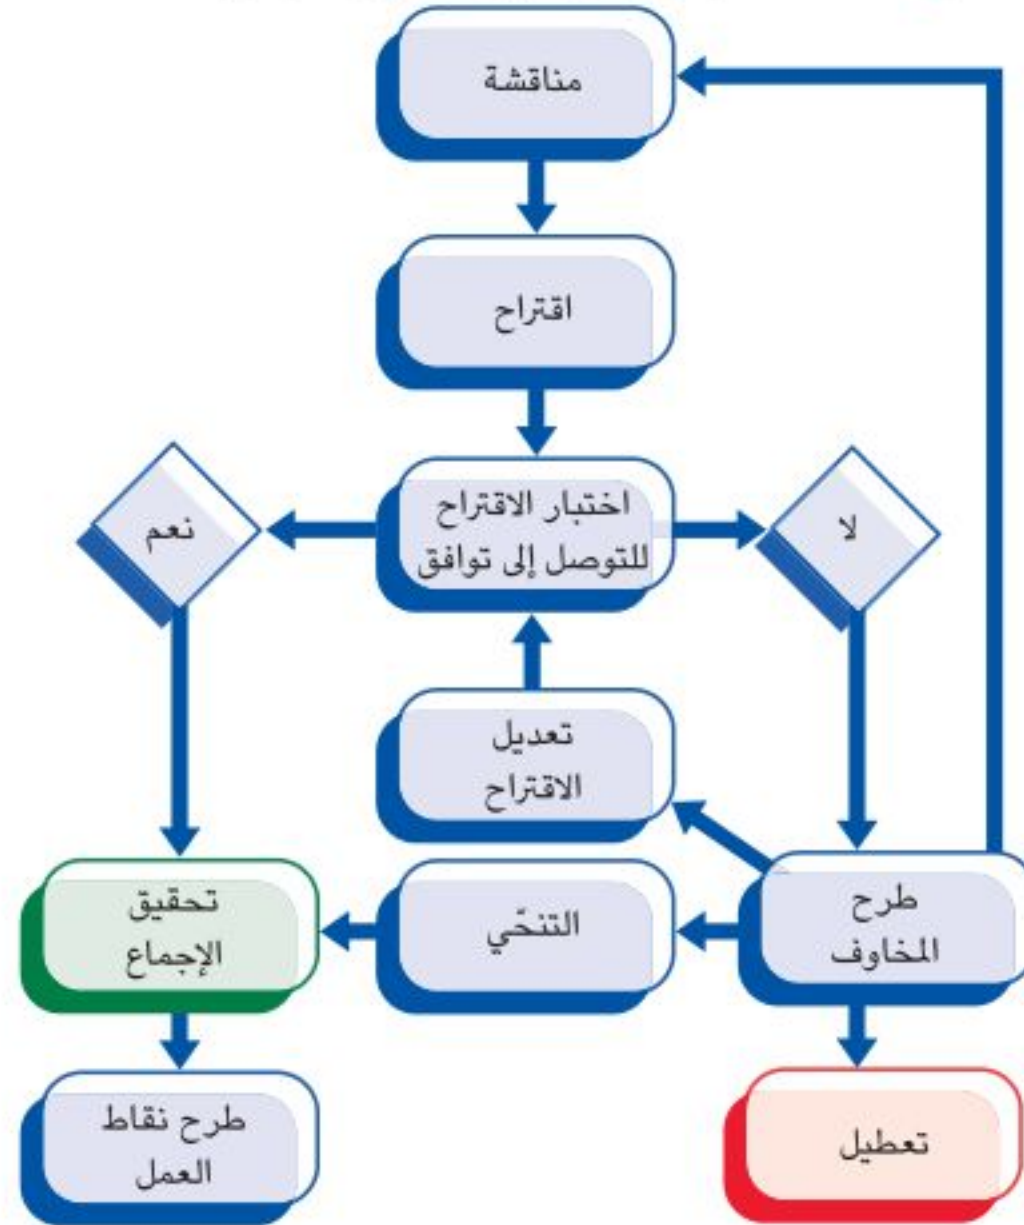 مناقشة
اقتراح
اختبار الاقتراح
للتوصل إلى توافق
لا
نعم
تعديل
الاقتراح
طرح
المخاوف
التنحّي
تحقيق
الإجماع
تعطيل
طرح نقاط
العمل